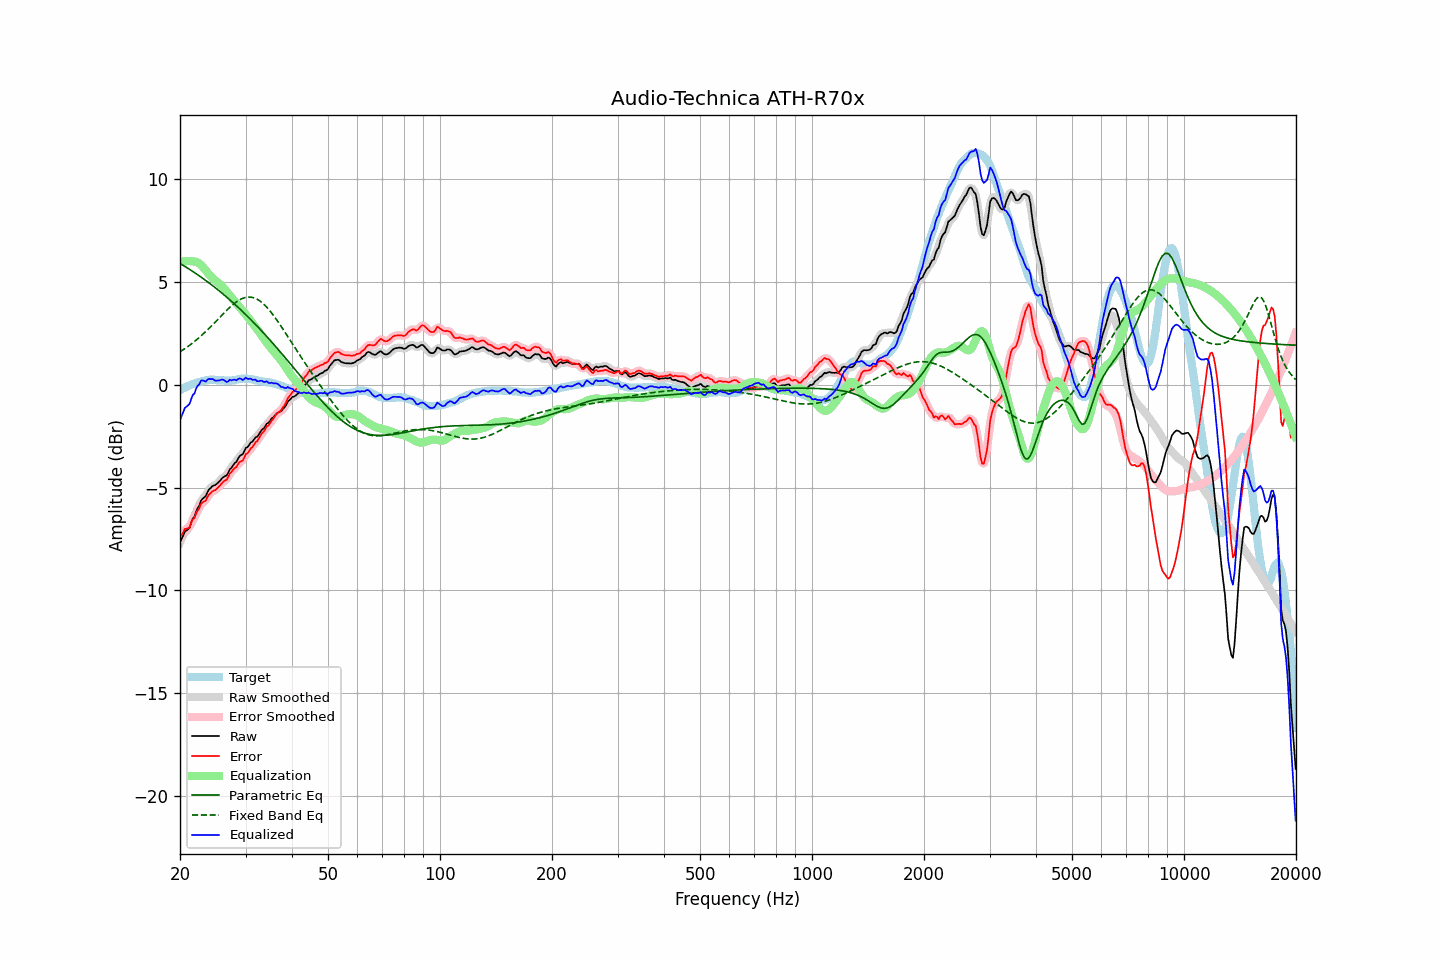 Audio-Technica ATH-R70x
Amplitude (dBr)
10
5
0
−5
−10
−15
−20
Target
Raw Smoothed
Error Smoothed
Raw
Error
Equalization
Parametric Eq
Fixed Band Eq
Equalized
20 50 100 200 500 1000 2000 5000 10000 20000
Frequency (Hz)